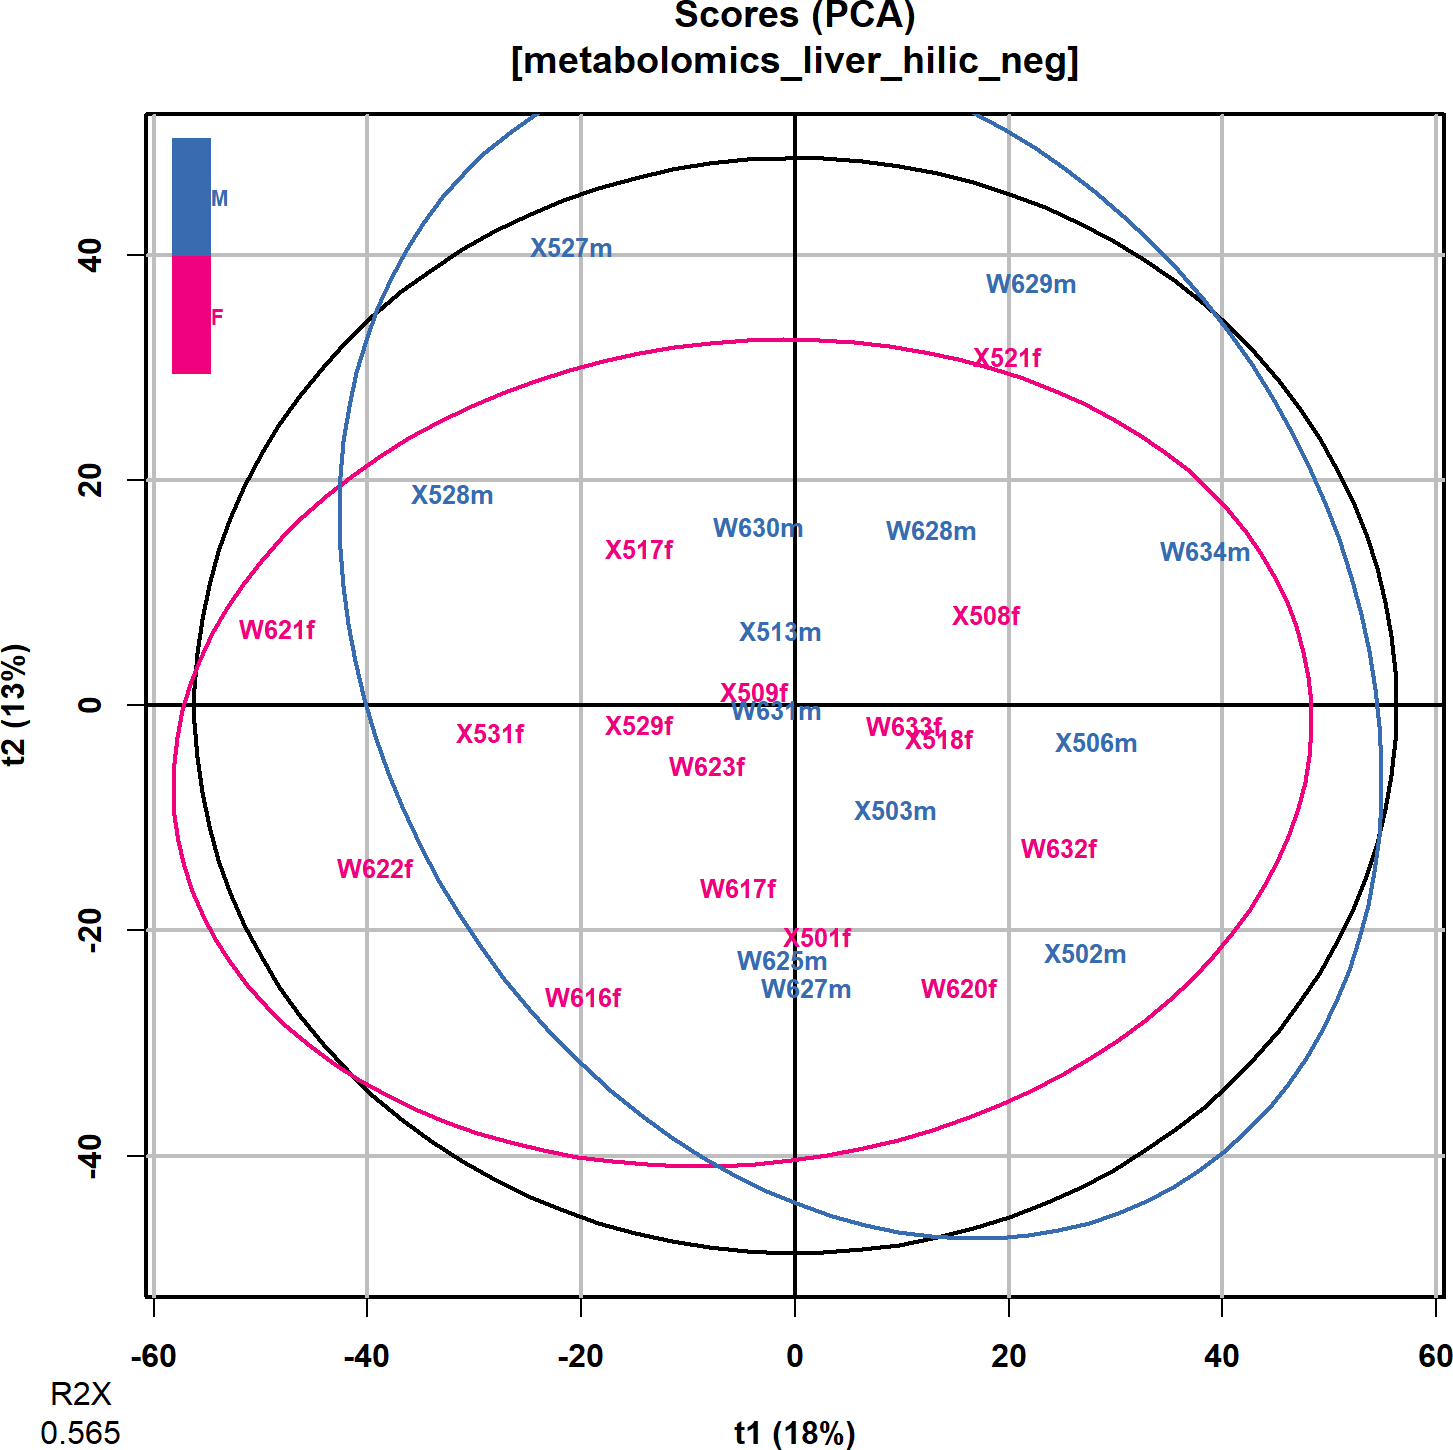 Scores (PCA)
[metabolomics_liver_hilic_neg]
M
F
X527m
W629m
X521f
X528m
W630m
W628m
X517f
W634m
X508f
W621f
X513m
X509f
W631m
X529f
W633f
X531f
X518f
X506m
W623f
X503m
W632f
W622f
W617f
X501f
X502m
W625m
W627m
W620f
W616f
40
20
0
-20
-40
t2 (13%)
-60
-40
-20
0
20
40
60
R2X
0.565
t1 (18%)